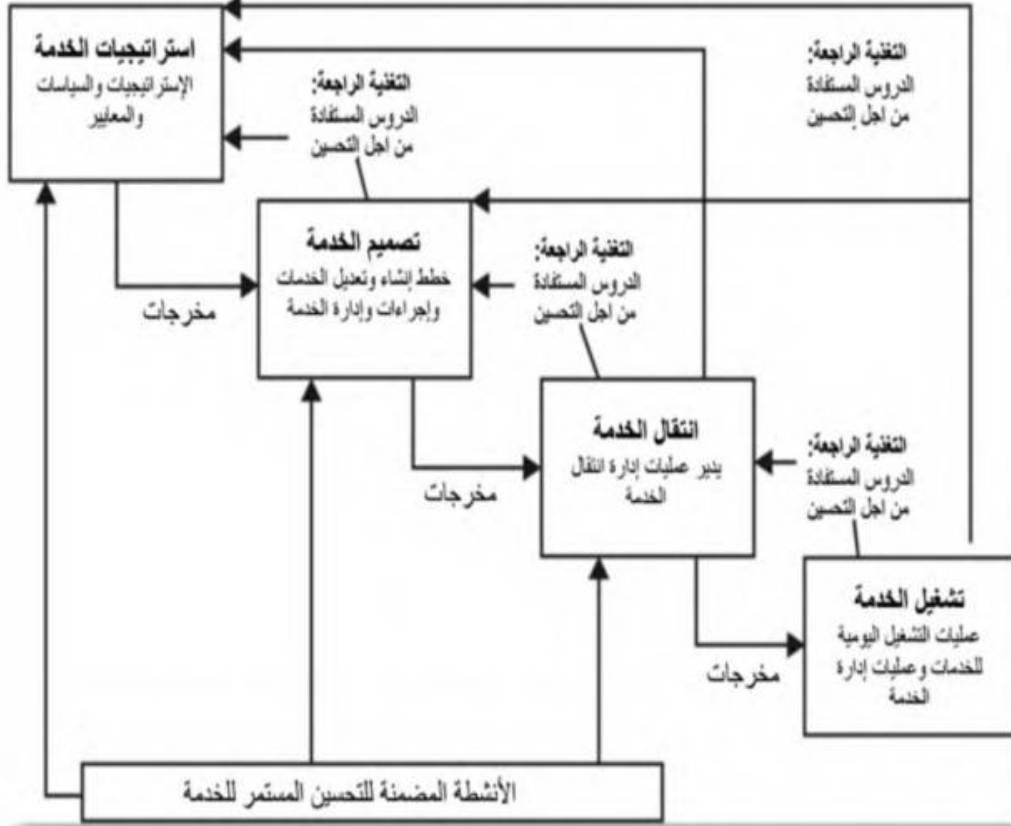 استراتيجيات الخدمة
الإستراتيجيات والسياسات
والمعايير
التغذية الراجعة:
الدروس المستفادة
من اجل التحسين
التغذية الراجعة:
الدروس المستفادة
من اجل التحسين
مخرجات
تصميم الخدمة
خطط إنشاء وتعديل الخدمات
وإجراءات وإدارة الخدمة
التغذية الراجعة:
الدروس المستفادة
من اجل التحسين
مخرجات
انتقال الخدمة
يدير عمليات إدارة انتقال
الخدمة
التغذية الراجعة:
الدروس المستفادة
من اجل التحسين
مخرجات
تشغيل الخدمة
عمليات التشغيل اليومية
للخدمات وعمليات إدارة
الخدمة
الأنشطة المضمنة للتحسين المستمر للخدمة